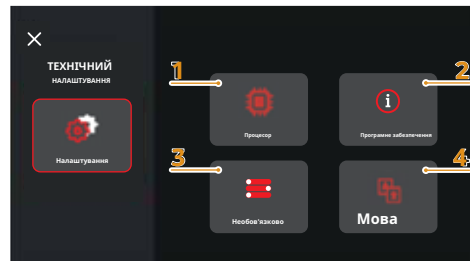 ТЕХНІЧНИЙ
НАЛАШТУВАННЯ
Налаштування
1
Процесор
2
Програмне забезпечення
3
Необов'язково
4
Мова